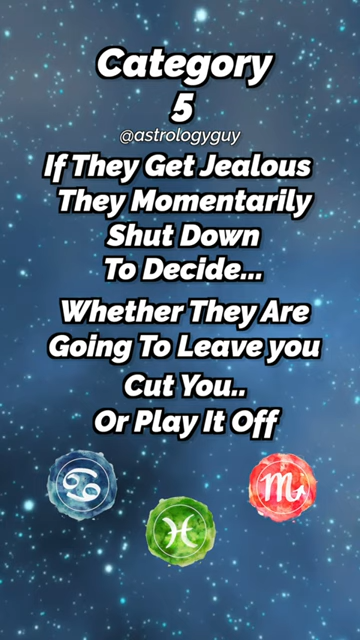 Category
5
@astrologyguy
If They Get Jealous
They Momentarily
Shut Down
To Decide...
Whether They Are
Going To Leave you
Cut You..
Or Play It Off
♋ ♏
♓